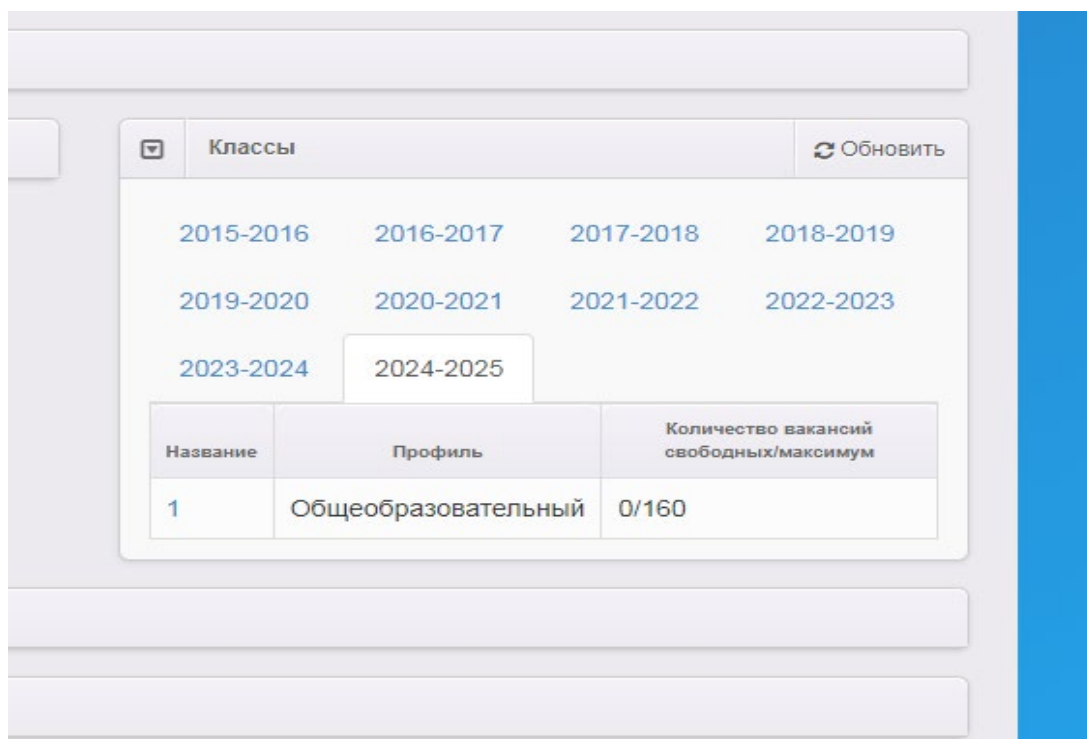 Классы
Обновить
2015-2016 2016-2017 2017-2018 2018-2019
2019-2020 2020-2021 2021-2022 2022-2023
2023-2024 2024-2025
Название Профиль Количество вакансий
свободных/максимум
1 Общеобразовательный 0/160